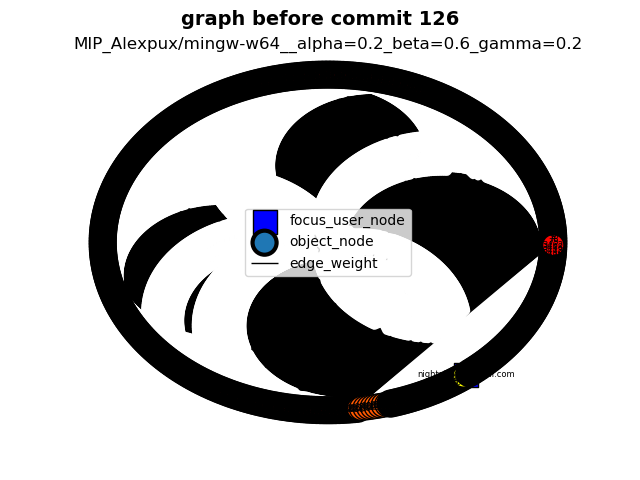 graph before commit 126
MIP_Alexpux/mingw-w64__alpha=0.2_beta=0.6_gamma=0.2
focus_user_node
object_node
edge_weight